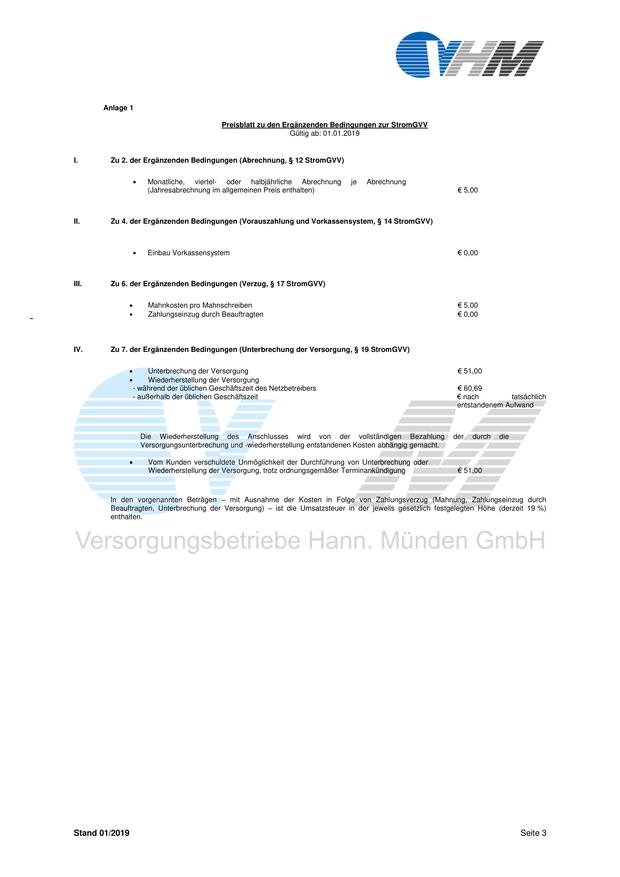 VHM
Anlage 1
Preisblatt zu den Ergänzenden Bedingungen zur StromGVV
Gültig ab: 01.01.2019
I. Zu 2. der Ergänzenden Bedingungen (Abrechnung, § 12 StromGVV)
• Monatliche, viertel- oder halbjährliche Abrechnung je Abrechnung
(Jahresabrechnung im allgemeinen Preis enthalten) € 5,00
II. Zu 4. der Ergänzenden Bedingungen (Vorauszahlung und Vorkassensystem, § 14 StromGVV)
• Einbau Vorkassensystem € 0,00
III. Zu 6. der Ergänzenden Bedingungen (Verzug, § 17 StromGVV)
• Mahnkosten pro Mahnschreiben € 5,00
• Zahlungseinzug durch Beauftragten € 0,00
IV. Zu 7. der Ergänzenden Bedingungen (Unterbrechung der Versorgung, § 19 StromGVV)
• Unterbrechung der Versorgung € 51,00
• Wiederherstellung der Versorgung
- während der üblichen Geschäftszeit des Netzbetreibers € 60,69
- außerhalb der üblichen Geschäftszeit € nach tatsächlich
entstandenem Aufwand
Die Wiederherstellung des Anschlusses wird von der vollständigen Bezahlung der durch die
Versorgungsunterbrechung und -wiederherstellung entstandenen Kosten abhängig gemacht.
• Vom Kunden verschuldete Unmöglichkeit der Durchführung von Unterbrechung oder
Wiederherstellung der Versorgung, trotz ordnungsgemäßer Terminankündigung € 51,00
In den vorgenannten Beträgen – mit Ausnahme der Kosten in Folge von Zahlungsverzug (Mahnung, Zahlungseinzug durch
Beauftragten, Unterbrechung der Versorgung) – ist die Umsatzsteuer in der jeweils gesetzlich festgelegten Höhe (derzeit 19 %)
enthalten.
Versorgungsbetriebe Hann. Münden GmbH
Stand 01/2019 Seite 3